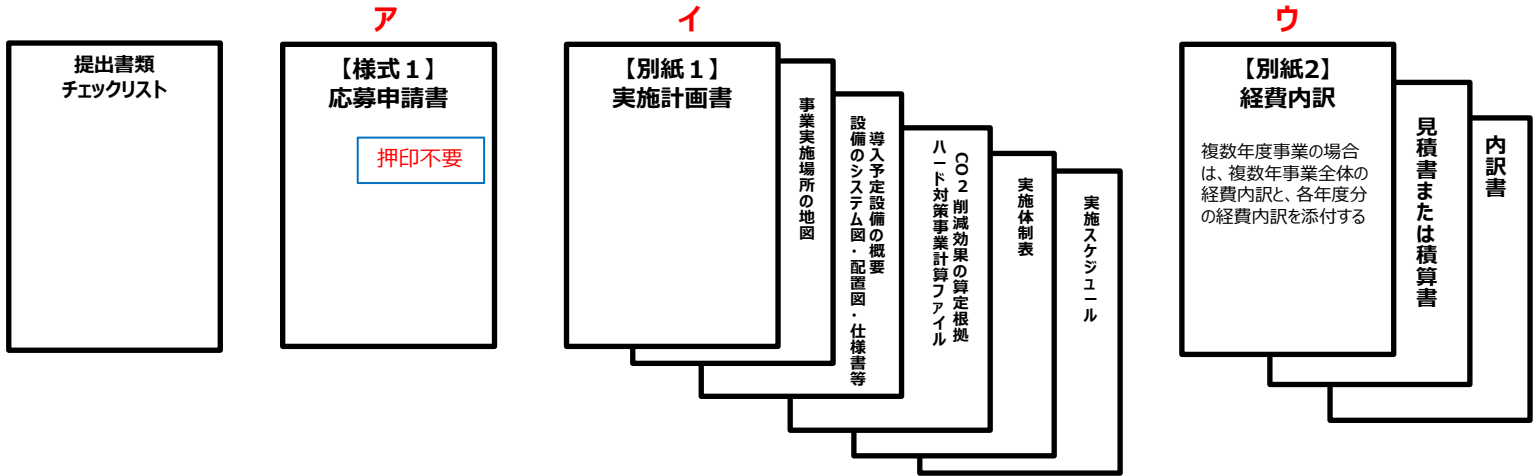 ア
イ
ウ
提出書類
チェックリスト
【様式１】
応募申請書
押印不要
【別紙１】
実施計画書
事業実施場所の地図
導入予定設備の概要
設備のシステム図・配置図・仕様書等
CO２削減効果の算定根拠
ハード対策事業計算ファイル
実施体制表
実施スケジュール
【別紙2】
経費内訳
複数年度事業の場合
は、複数年事業全体の
経費内訳と、各年度分
の経費内訳を添付する
見積書または積算書
内訳書